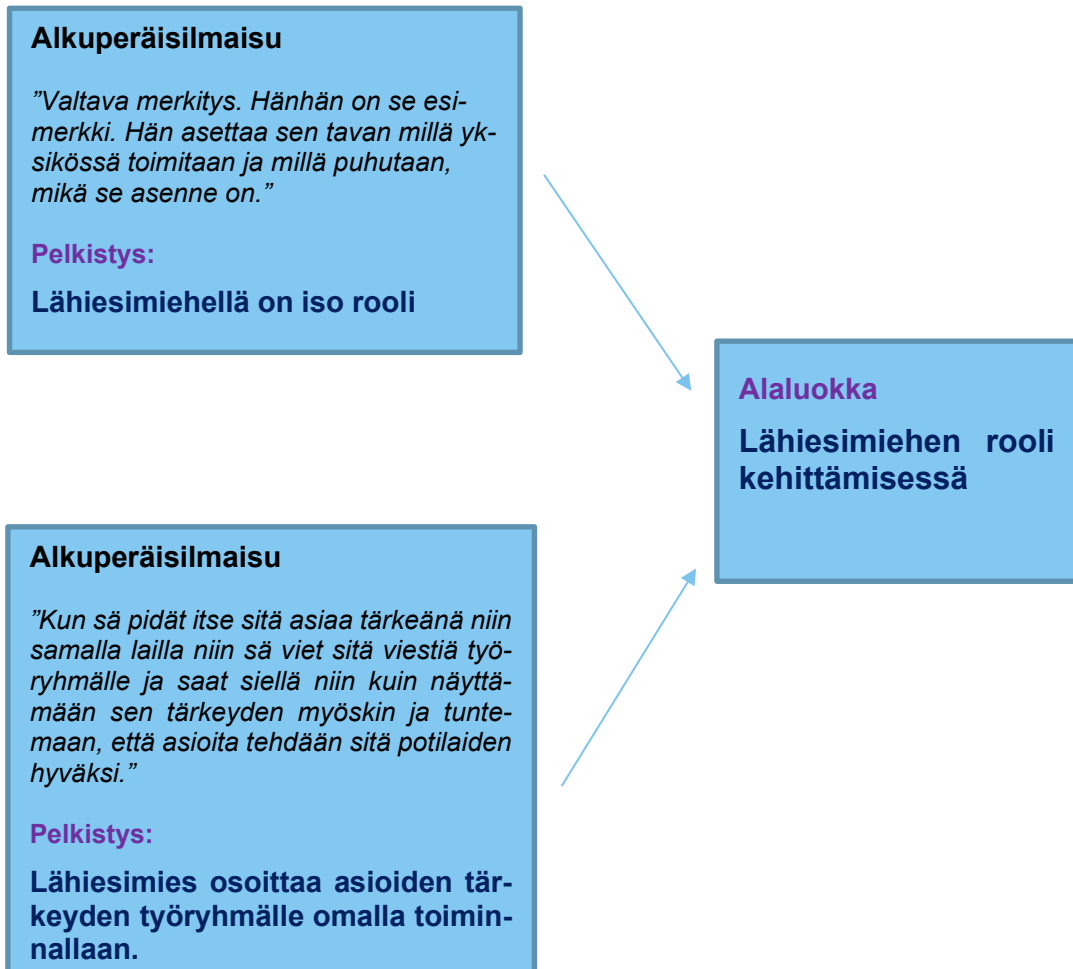 Alkuperäisilmaisu
”Valtava merkitys. Hänhän on se esi-
merkki. Hän asettaa sen tavan millä yk-
sikössä toimitaan ja millä puhutaan,
mikä se asenne on.”
Pelkistys:
Lähiesimiehellä on iso rooli
Alaluokka
Lähiesimiehen rooli
kehittämisessä
Alkuperäisilmaisu
”Kun sä pidät itse sitä asiaa tärkeänä niin
samalla lailla niin sä viet sitä viestiä työ-
ryhmälle ja saat siellä niin kuin näyttä-
mään sen tärkeyden myöskin ja tunte-
maan, että asioita tehdään sitä potilaiden
hyväksi.”
Pelkistys:
Lähiesimies osoittaa asioiden tär-
keyden työryhmälle omalla toimin-
nallaan.